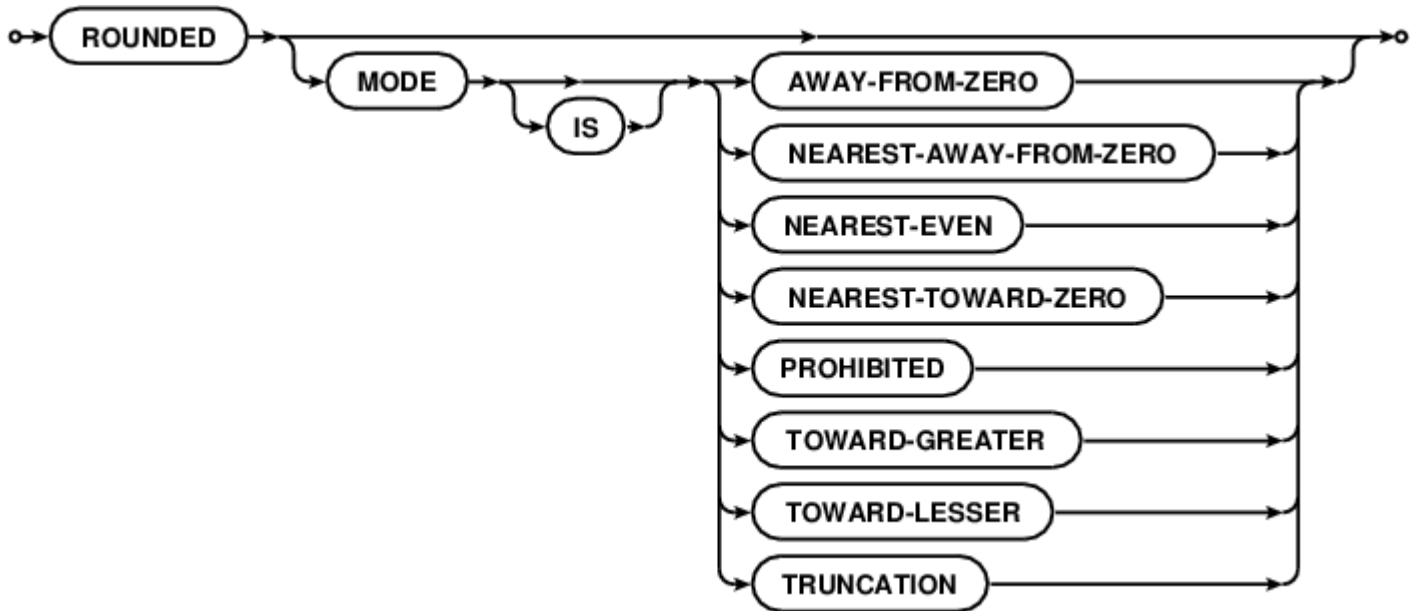 ROUNDED
MODE
AWAY-FROM-ZERO
IS
NEAREST-AWAY-FROM-ZERO
NEAREST-EVEN
NEAREST-TOWARD-ZERO
PROHIBITED
TOWARD-GREATER
TOWARD-LESSER
TRUNCATION